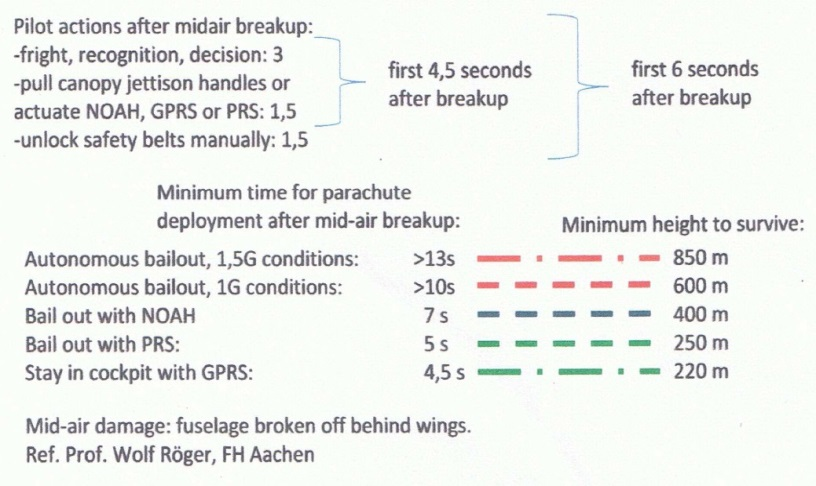 Pilot actions after midair breakup:
-fright, recognition, decision: 3
-pull canopy jettison handles or
actuate NOAH, GPRS or PRS: 1,5
-unlock safety belts manually: 1,5
first 4,5 seconds
after breakup
first 6 seconds
after breakup
Minimum time for parachute
deployment after mid-air breakup:
Minimum height to survive:
Autonomous bailout, 1,5G conditions: >13s 850 m
Autonomous bailout, 1G conditions: >10s 600 m
Bail out with NOAH 7 s 400 m
Bail out with PRS: 5 s 250 m
Stay in cockpit with GPRS: 4,5 s 220 m
Mid-air damage: fuselage broken off behind wings.
Ref. Prof. Wolf Röger, FH Aachen